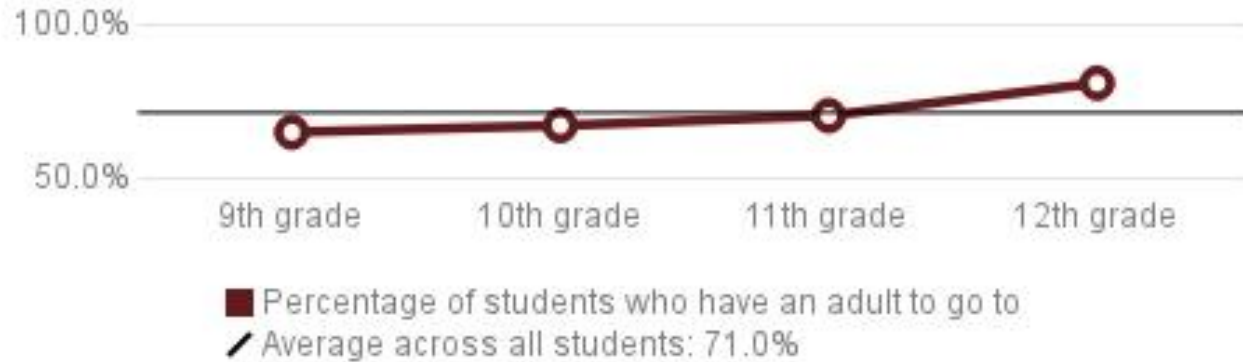 100.0%
50.0%
9th grade 10th grade 11th grade 12th grade
Percentage of students who have an adult to go to
Average across all students: 71.0%